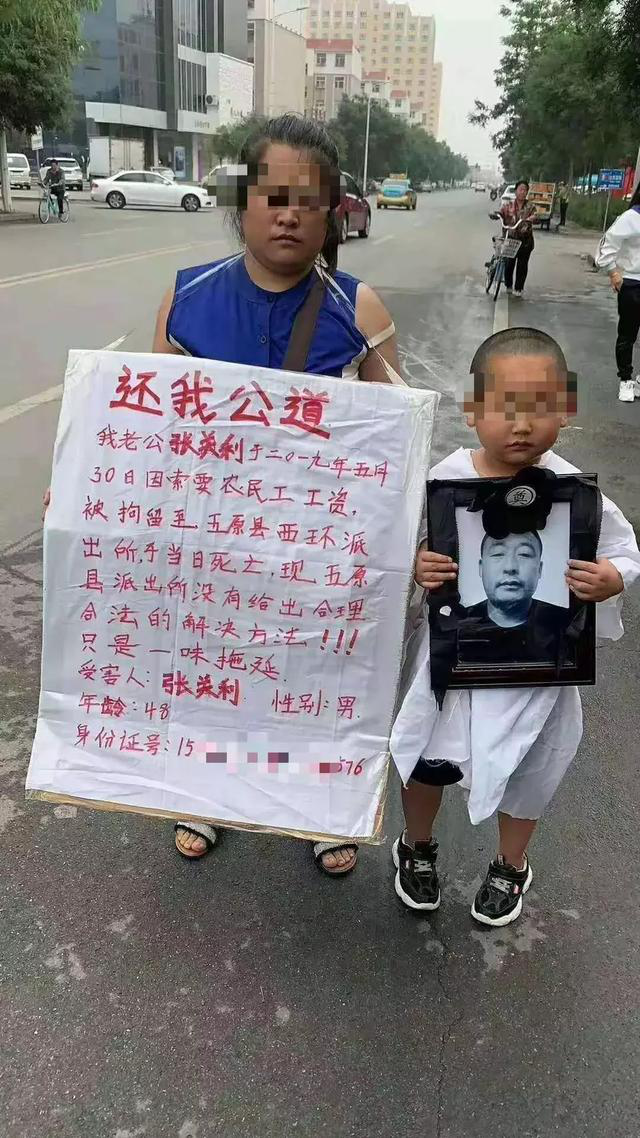 还我公道
我老公张美利于二〇一九年五月
30日因索要农民工工资,
被拘留至五原县西环派
出所,于当日死亡,现五原
县派出所没有给出合理
合法的解决方法!!!
只是一味拖延.
受害人:张美利 性别:男.
年龄:48
身份证号:15 576
奠